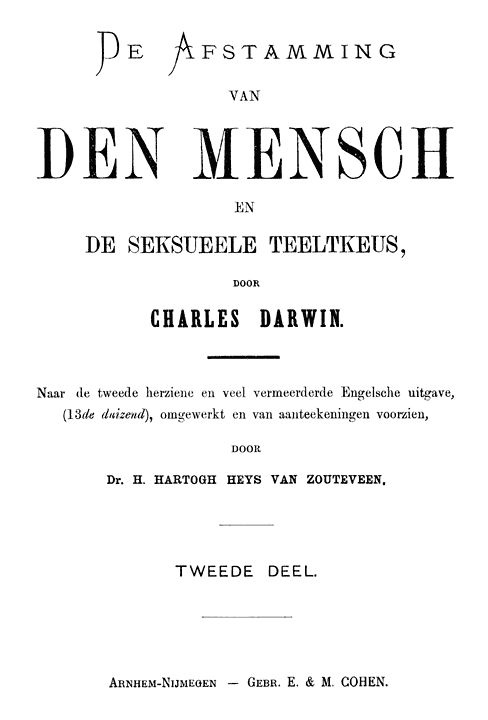 De Afstamming
VAN
DEN MENSCH
EN
DE SEKSUEELE TEELTKEUS,
DOOR
CHARLES DARWIN.
Naar de tweede herziene en veel vermeerderde Engelsche uitgave,
(13de duizend), omgewerkt en van aanteekeningen voorzien,
DOOR
Dr. H. HARTOGH HEYS VAN ZOUTEVEEN.
TWEEDE DEEL.
Arnhem-Nijmegen — Gebr. E. & M. COHEN.